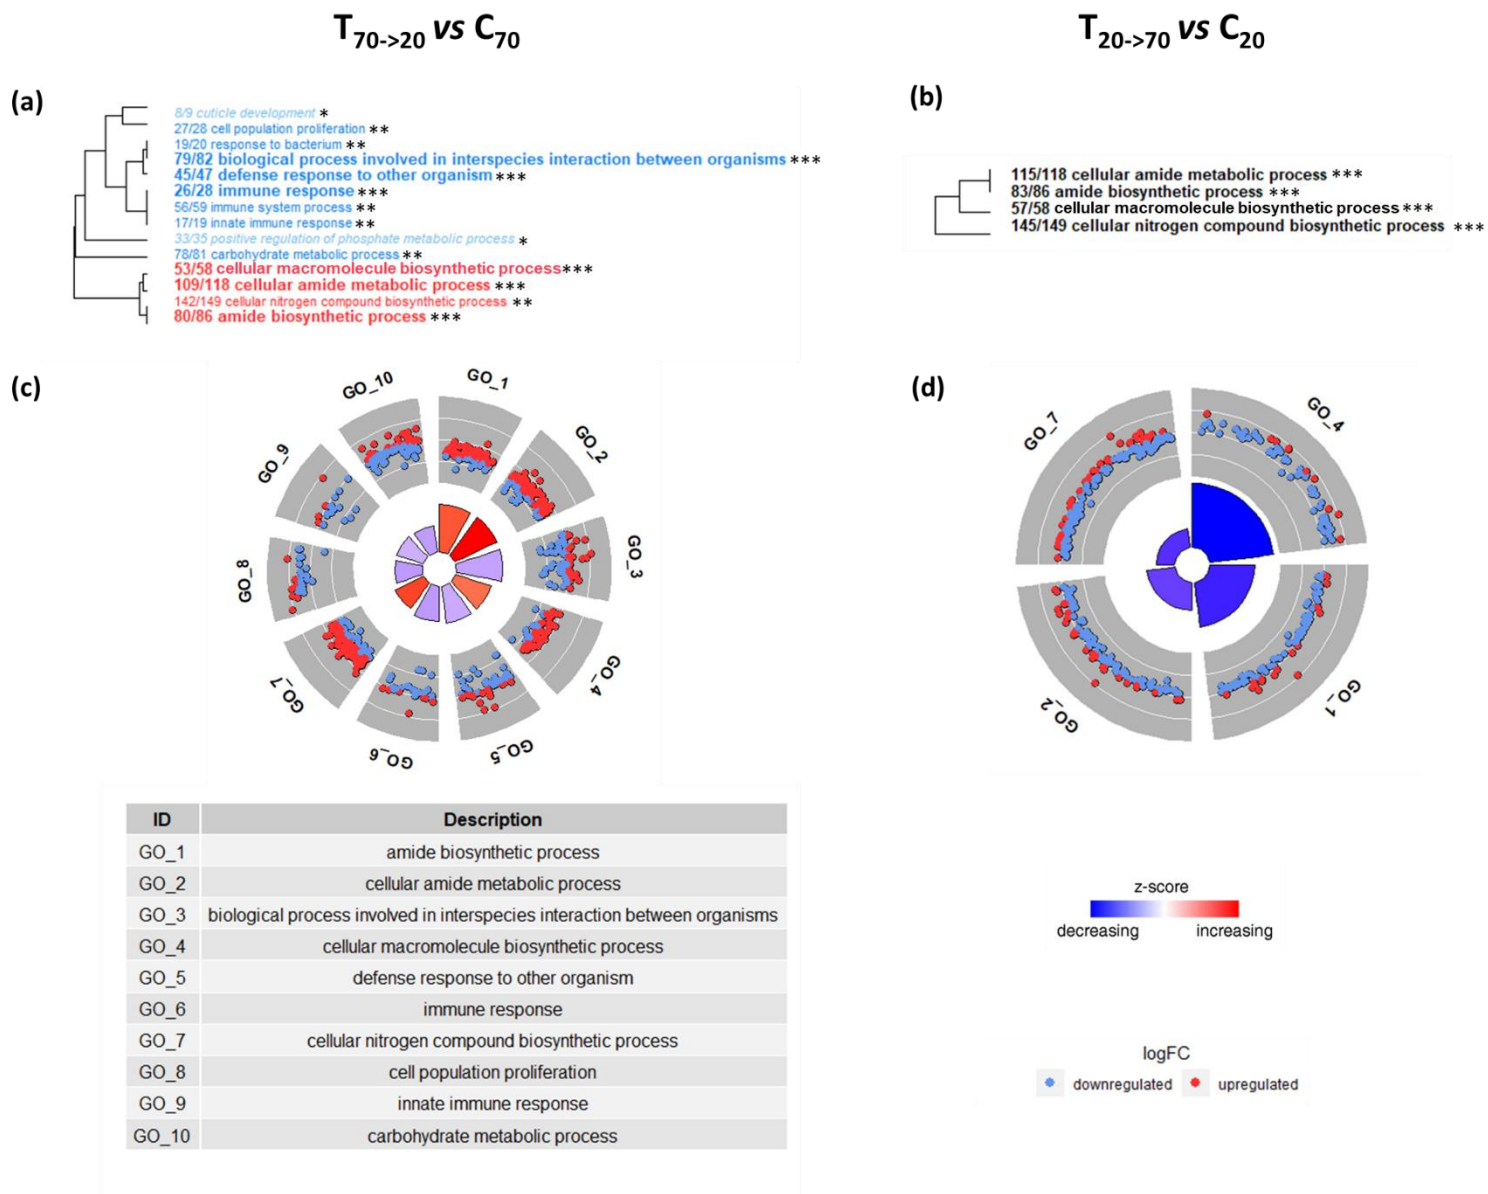 T70->20 vs C70
T20->70 vs C20
(a)
8/9 cuticle development *
27/28 cell population proliferation **
19/20 response to bacterium **
79/82 biological process involved in interspecies interaction between organisms ***
45/47 defense response to other organism ***
26/28 immune response ***
56/59 immune system process **
17/19 innate immune response **
33/35 positive regulation of phosphate metabolic process *
78/81 carbohydrate metabolic process **
53/58 cellular macromolecule biosynthetic process***
109/118 cellular amide metabolic process ***
142/149 cellular nitrogen compound biosynthetic process **
80/86 amide biosynthetic process ***
(b)
115/118 cellular amide metabolic process ***
83/86 amide biosynthetic process ***
57/58 cellular macromolecule biosynthetic process ***
145/149 cellular nitrogen compound biosynthetic process ***
(c)
GO_1
GO_2
GO_3
GO_4
GO_5
GO_6
GO_7
GO_8
GO_9
GO_10
(d)
GO_7
GO_4
GO_1
GO_2
ID Description
GO_1 amide biosynthetic process
GO_2 cellular amide metabolic process
GO_3 biological process involved in interspecies interaction between organisms
GO_4 cellular macromolecule biosynthetic process
GO_5 defense response to other organism
GO_6 immune response
GO_7 cellular nitrogen compound biosynthetic process
GO_8 cell population proliferation
GO_9 innate immune response
GO_10 carbohydrate metabolic process
z-score
decreasing increasing
logFC
downregulated upregulated